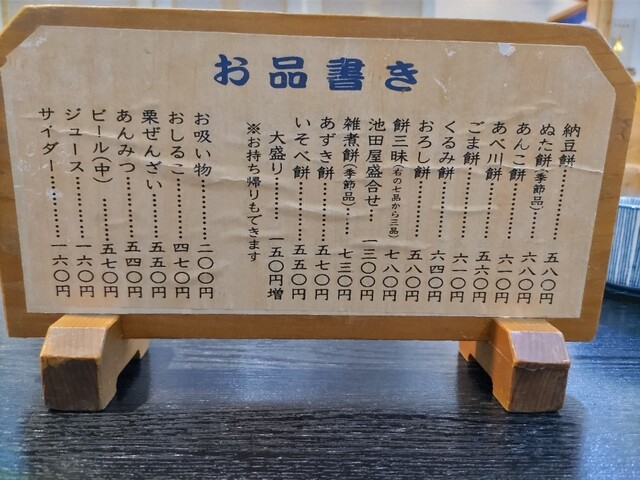 お品書き
納豆餅………五八〇円
ぬた餅(季節品)…六八〇円
あんこ餅………六一〇円
あべ川餅………五六〇円
ごま餅………六一〇円
くるみ餅………六四〇円
おろし餅………五八〇円
餅三昧(右の七品から三品) 七八〇円
池田屋盛合せ…一三〇〇円
雑煮餅(季節品)…七三〇円
あずき餅………五七〇円
いそべ餅………五五〇円
大盛り………一五〇円増
※お持ち帰りもできます
お吸い物………二〇〇円
おしるこ………四七〇円
栗ぜんざい………五五〇円
あんみつ………五四〇円
ビール(中)………五七〇円
ジュース………一六〇円
サイダー………一六〇円